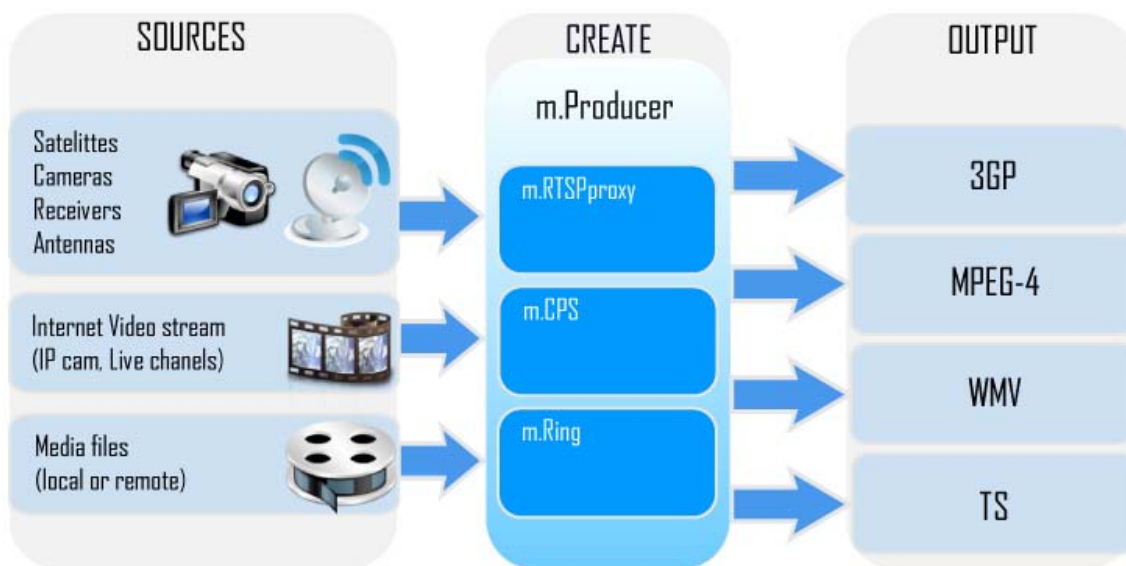 SOURCES
Satelittes
Cameras
Receivers
Antennas
Internet Video stream
(IP cam, Live chanels)
Media files
(local or remote)
CREATE
m.Producer
m.RTSPproxy
m.CPS
m.Ring
OUTPUT
3GP
MPEG-4
WMV
TS